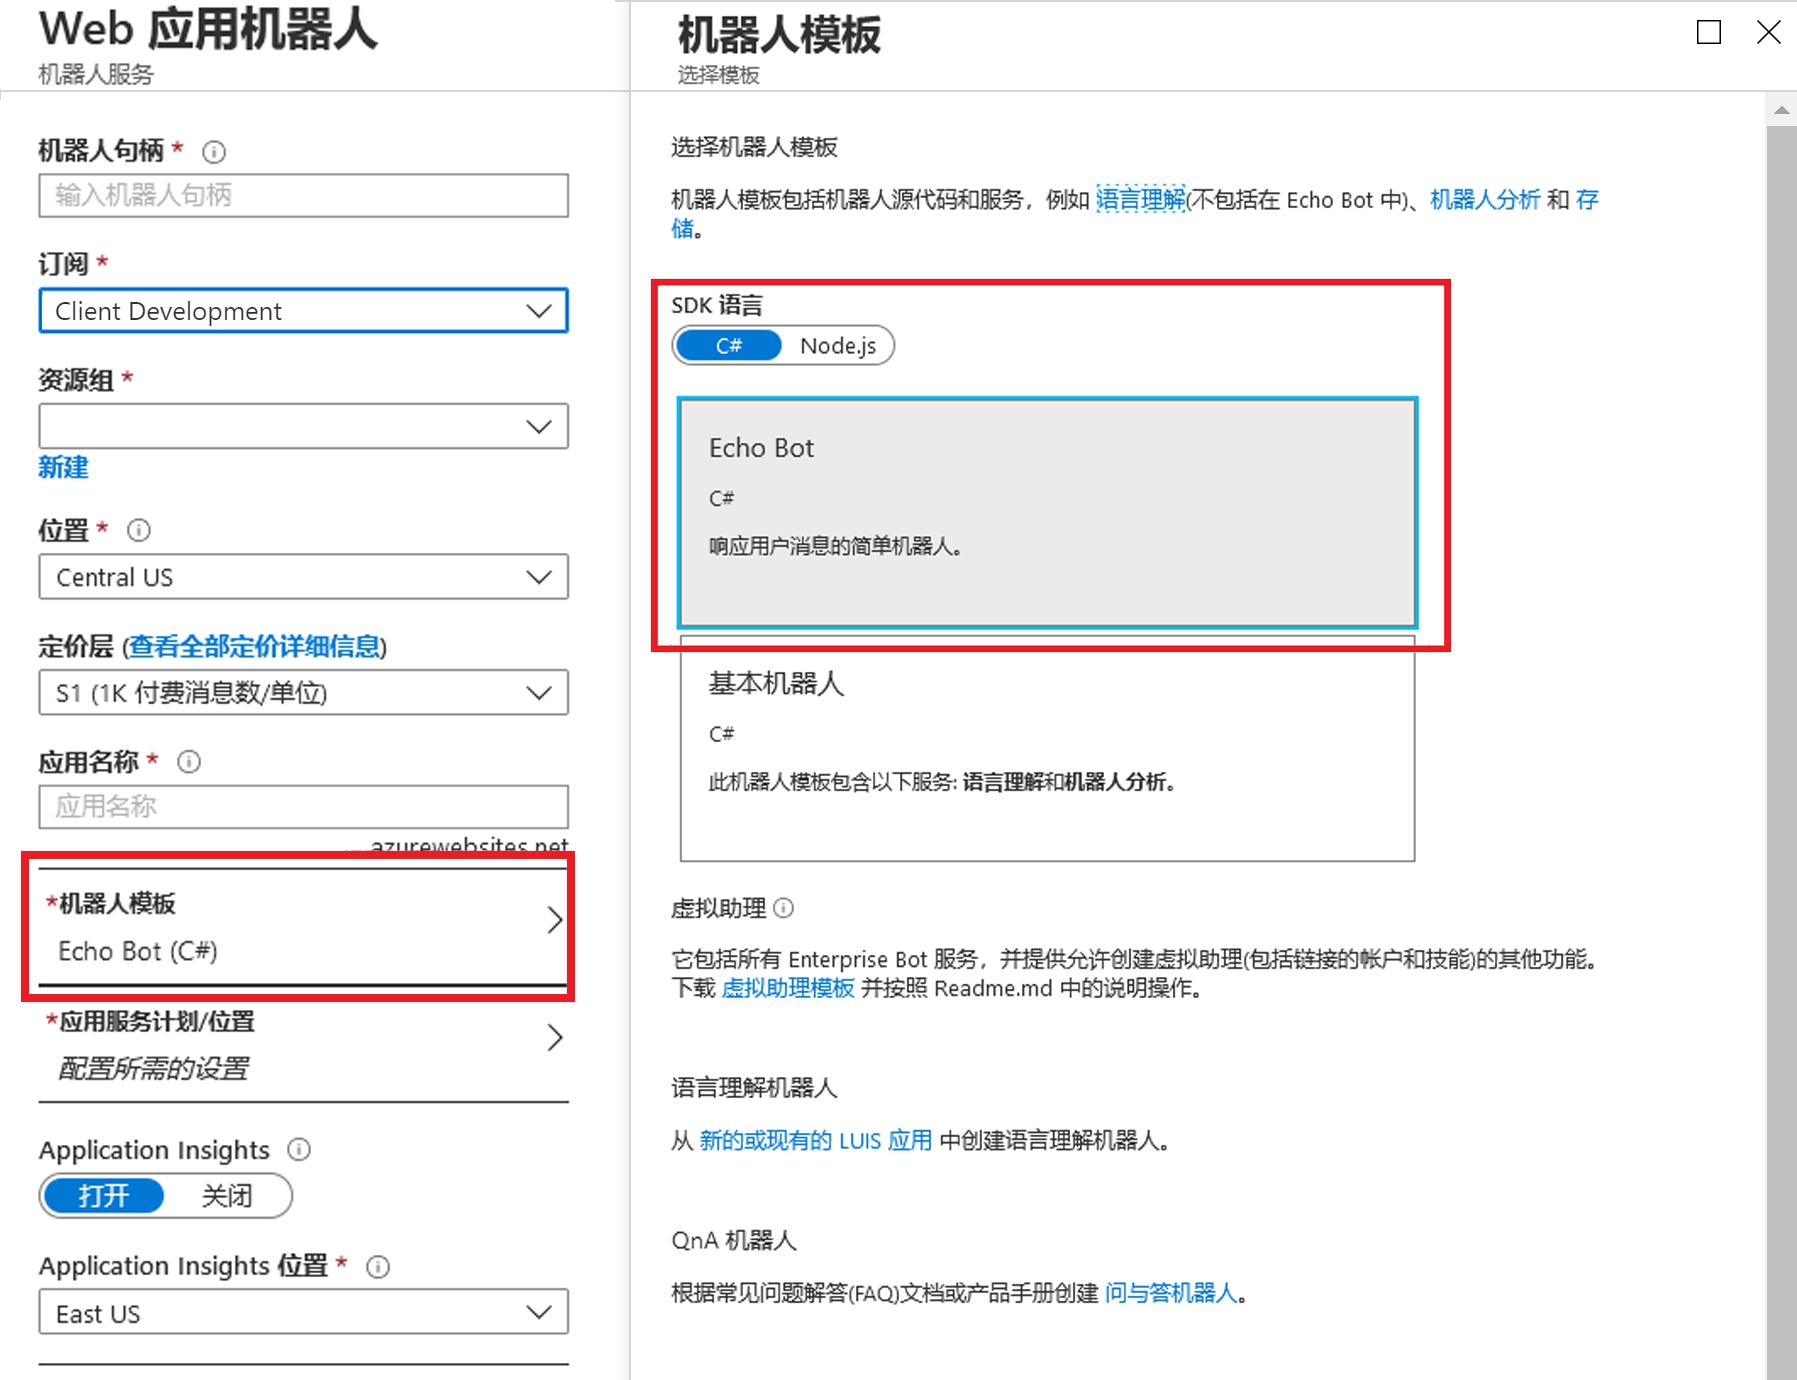 Web 应用机器人
机器人服务
机器人句柄 *
输入机器人句柄
订阅 *
Client Development
资源组 *
新建
位置 *
Central US
定价层 (查看全部定价详细信息)
S1 (1K 付费消息数/单位)
应用名称 *
应用名称
.azurewebsites.net
*机器人模板
Echo Bot (C#)
*应用服务计划/位置
配置所需的设置
Application Insights
打开 关闭
Application Insights 位置 *
East US
机器人模板
选择模板
选择机器人模板
机器人模板包括机器人源代码和服务，例如 语言理解(不包括在 Echo Bot 中)、机器人分析 和 存
储。
SDK 语言
C# Node.js
Echo Bot
C#
响应用户消息的简单机器人。
基本机器人
C#
此机器人模板包含以下服务: 语言理解和机器人分析。
虚拟助理
它包括所有 Enterprise Bot 服务，并提供允许创建虚拟助理(包括链接的帐户和技能)的其他功能。
下载 虚拟助理模板 并按照 Readme.md 中的说明操作。
语言理解机器人
从 新的或现有的 LUIS 应用 中创建语言理解机器人。
QnA 机器人
根据常见问题解答(FAQ)文档或产品手册创建 问与答机器人。